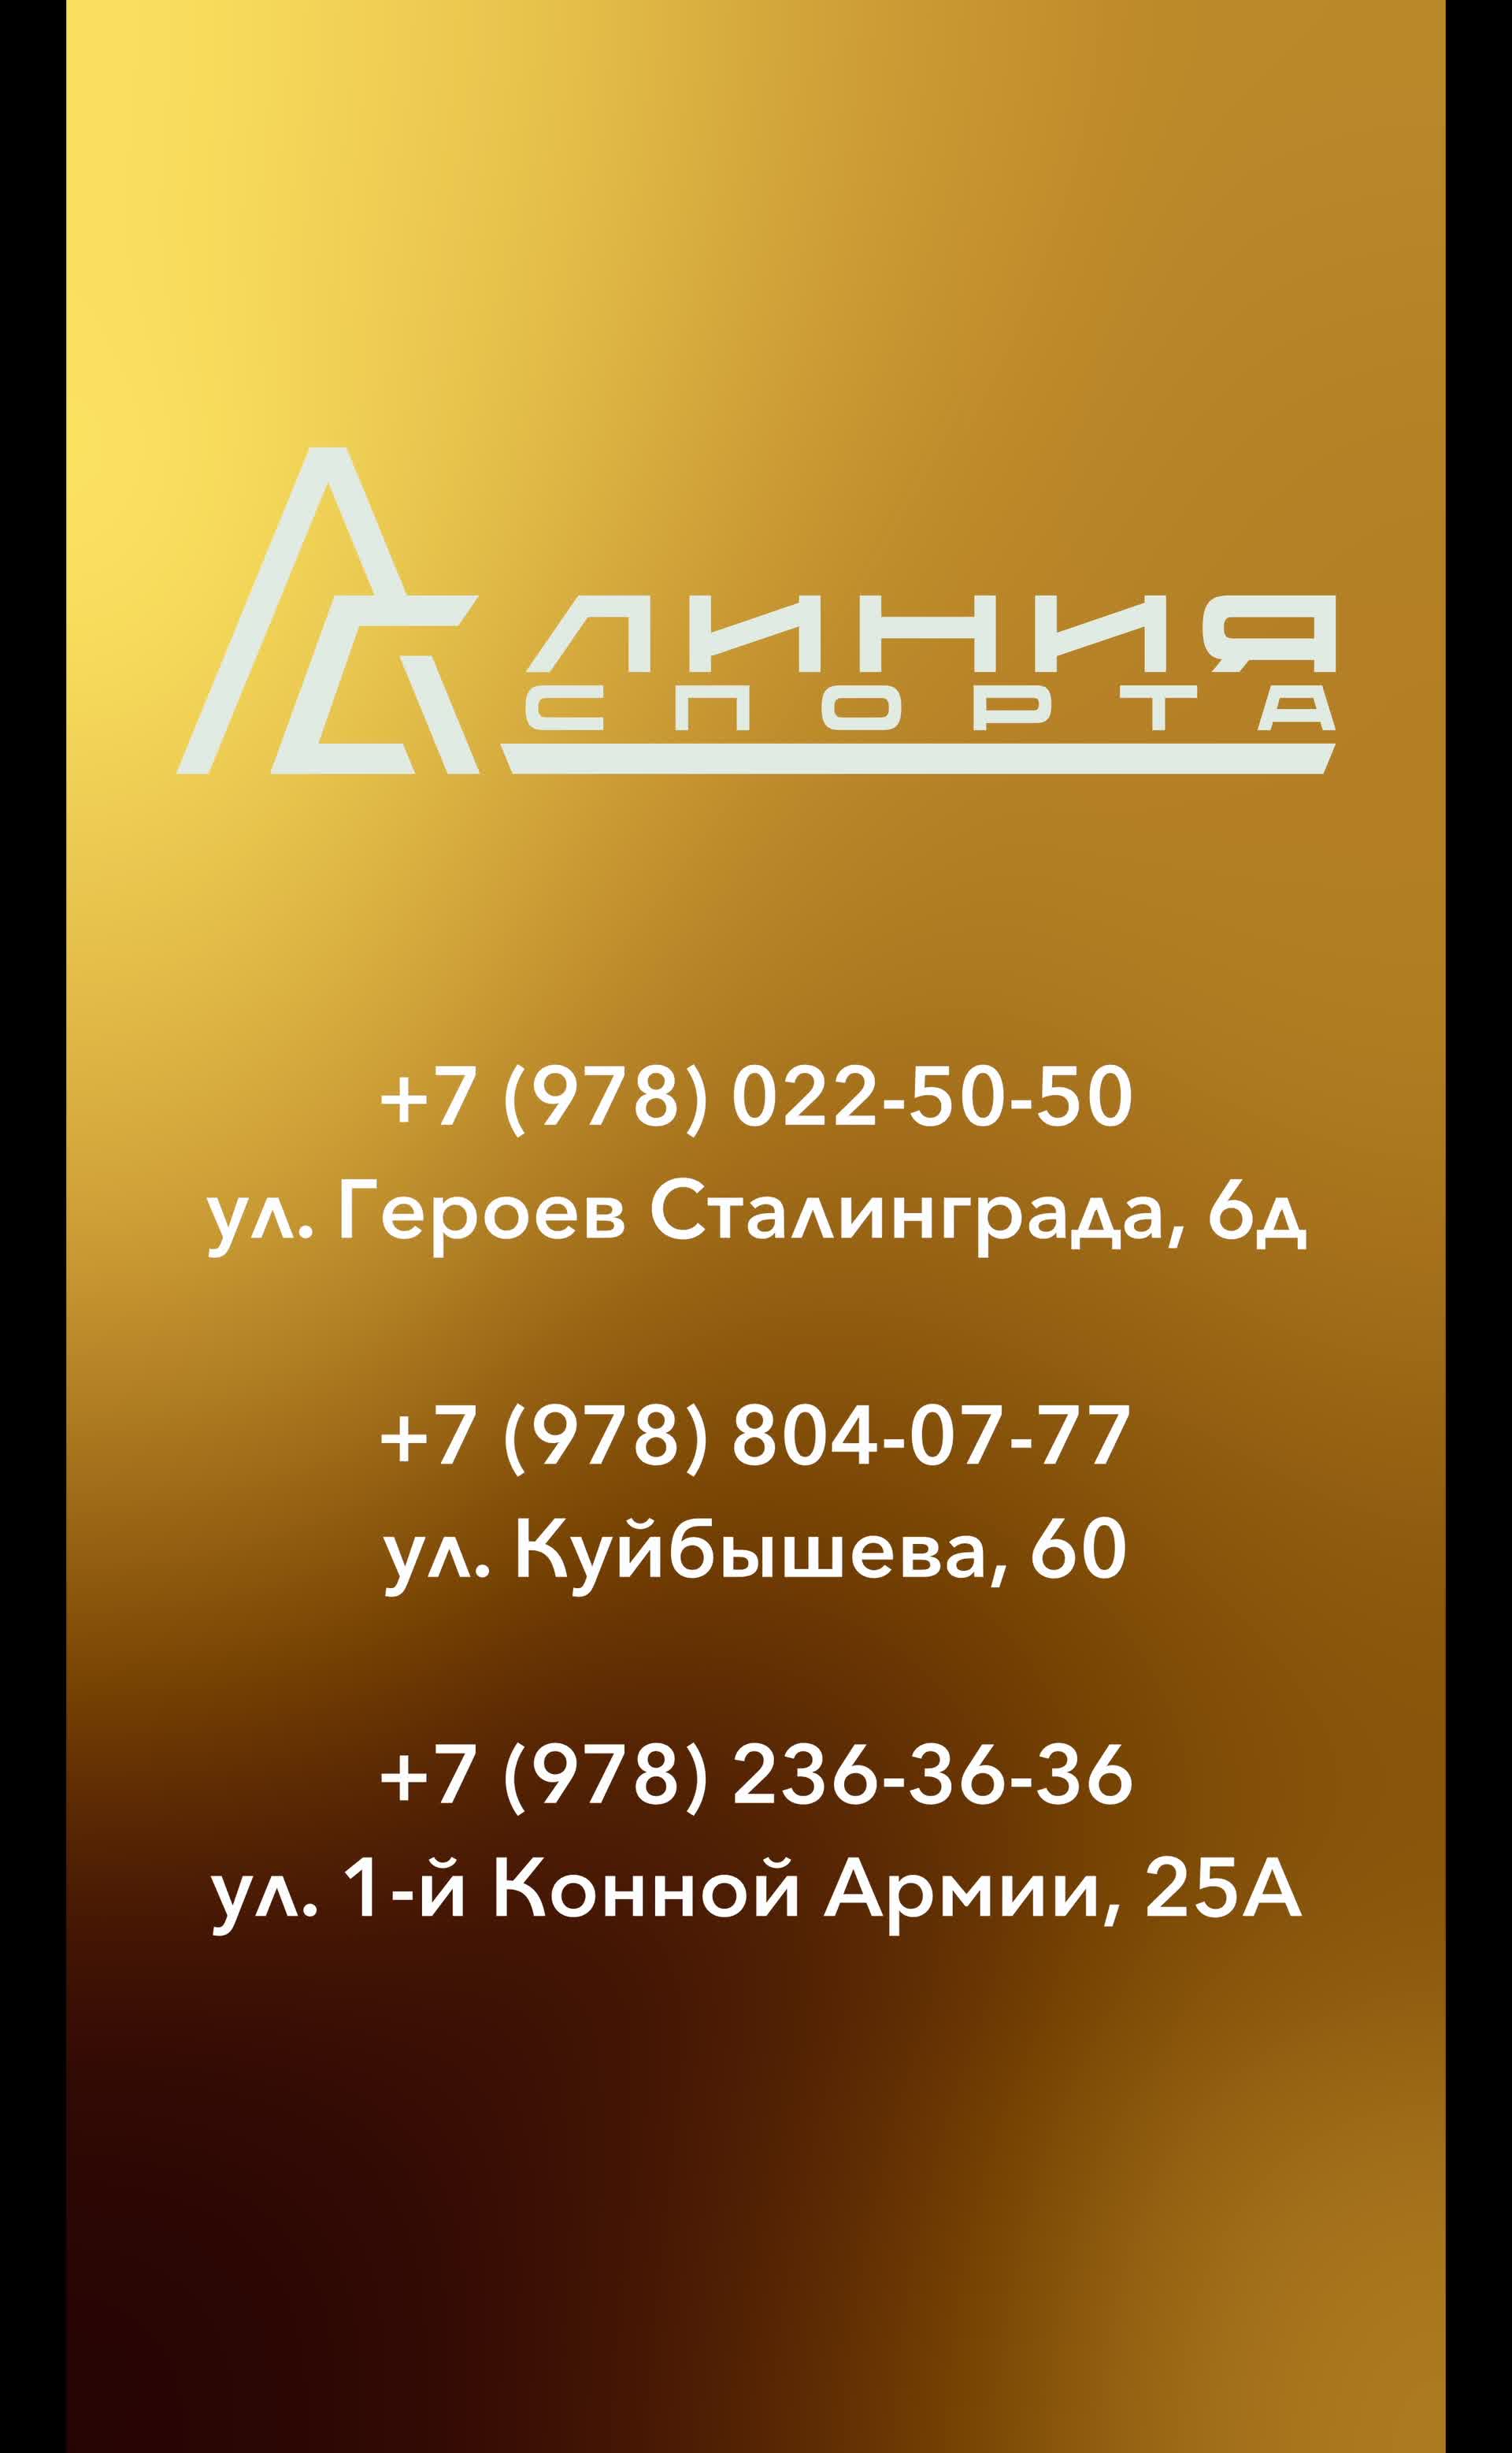 ЛИНИЯ
СПОРТА
+7 (978) 022-50-50
ул. Героев Сталинграда, 6д
+7 (978) 804-07-77
ул. Куйбышева, 60
+7 (978) 236-36-36
ул. 1-й Конной Армии, 25А